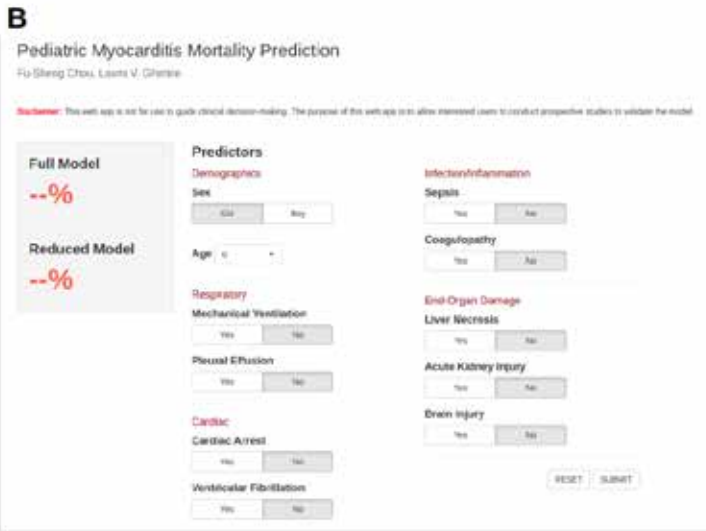 B
Pediatric Myocarditis Mortality Prediction
Fu-Sheng Chou, Laura V. Ghimire
Disclaimer: This web app is not for use to guide clinical decision-making. The purpose of this web app is to allow interested users to conduct prospective studies to validate the model.
Full Model
--%
Reduced Model
--%
Predictors
Demographics
Sex
Girl Boy
Age 0
Respiratory
Mechanical Ventilation
Yes No
Pleural Effusion
Yes No
Cardiac
Cardiac Arrest
Yes No
Ventricular Fibrillation
Yes No
Infection/Inflammation
Sepsis
Yes No
Coagulopathy
Yes No
End-Organ Damage
Liver Necrosis
Yes No
Acute Kidney Injury
Yes No
Brain Injury
Yes No
RESET SUBMIT